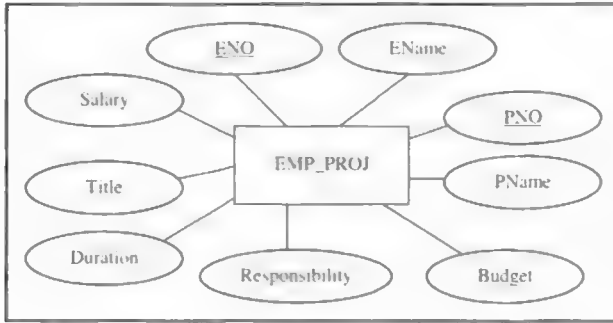 ENO
EName
Salary
PNO
EMP_PROJ
Title
PName
Duration
Responsibility
Budget